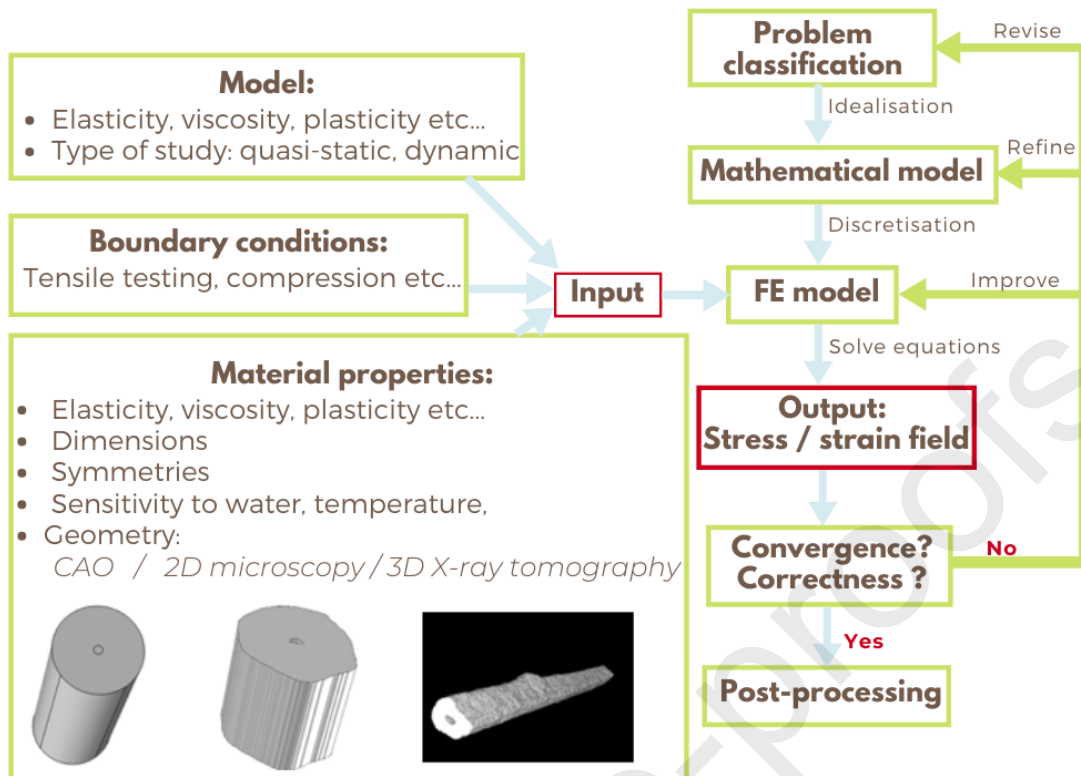 Model:
• Elasticity, viscosity, plasticity etc...
• Type of study: quasi-static, dynamic
Boundary conditions:
Tensile testing, compression etc...
Material properties:
• Elasticity, viscosity, plasticity etc...
• Dimensions
• Symmetries
• Sensitivity to water, temperature,
• Geometry:
CAO / 2D microscopy / 3D X-ray tomography
Input
Problem
classification
Revise
Idealisation
Refine
Mathematical model
Discretisation
Improve
FE model
Solve equations
Output:
Stress / strain field
Convergence?
Correctness ?
No
Yes
Post-processing
-proofs